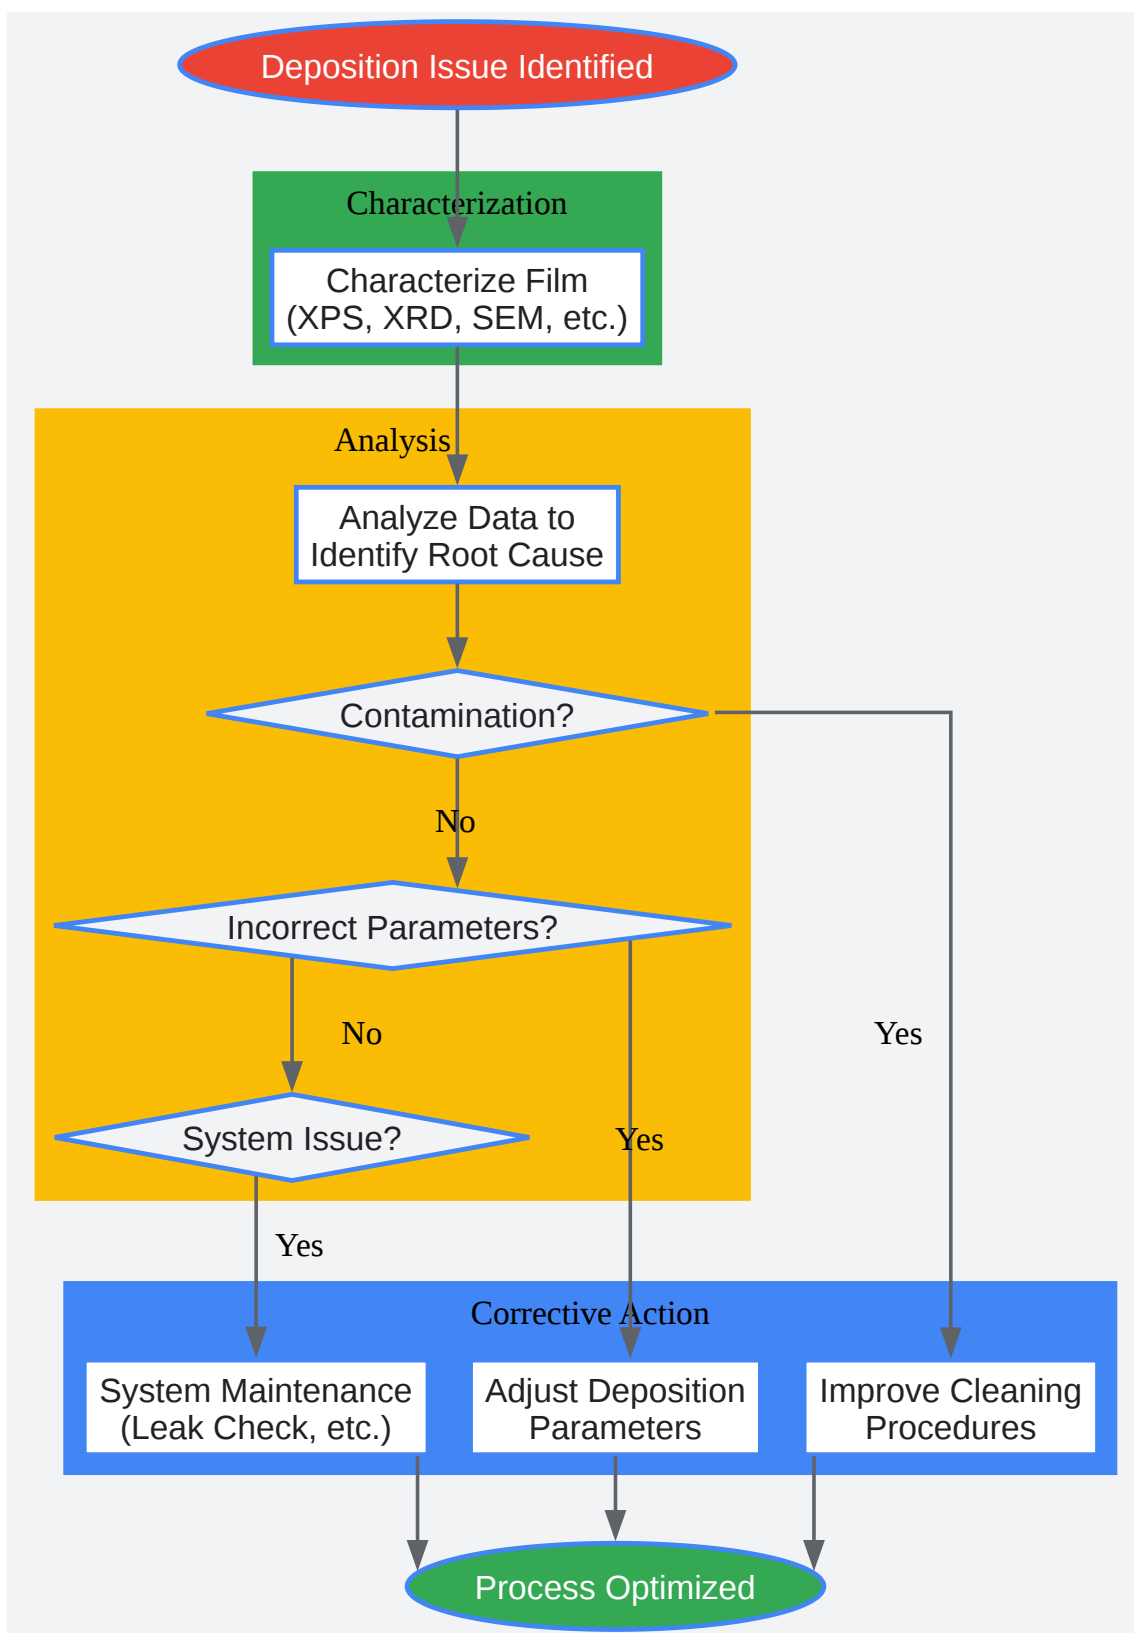 Deposition Issue Identified
Characterization
Characterize Film
(XPS, XRD, SEM, etc.)
Analysis
Analyze Data to
Identify Root Cause
Contamination?
No
Incorrect Parameters?
No
Yes
System Issue?
Yes
Yes
Corrective Action
System Maintenance
(Leak Check, etc.)
Adjust Deposition
Parameters
Improve Cleaning
Procedures
Process Optimized